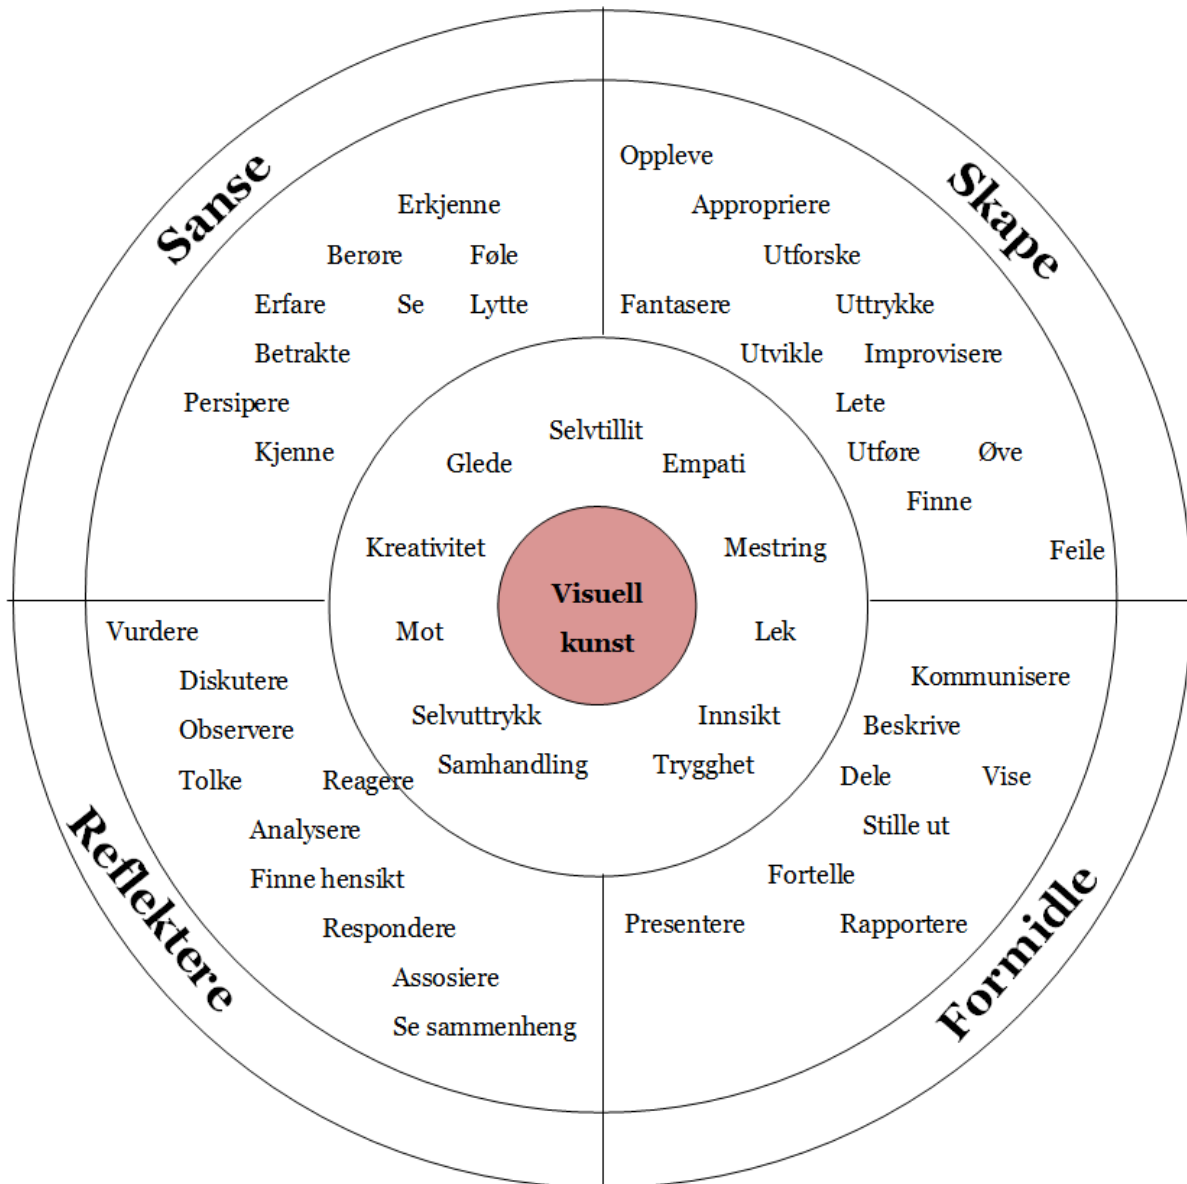 Sanse
Erkjenne
Berøre Føle
Erfare Se Lytte
Betrakte
Persipere
Kjenne
Skape
Oppleve
Appropriere
Utforske
Fantasere Uttrykke
Utvikle Improvisere
Lete
Utføre Øve
Finne
Feile
Selvtillit
Glede Empati
Kreativitet Mestring
Visuell
kunst
Mot Lek
Selvuttrykk Innsikt
Samhandling Trygghet
Reflektere
Vurdere
Diskutere
Observere
Tolke Reagere
Analysere
Finne hensikt
Respondere
Assosiere
Se sammenheng
Formidle
Kommunisere
Beskrive
Dele Vise
Stille ut
Fortelle
Presentere Rapportere